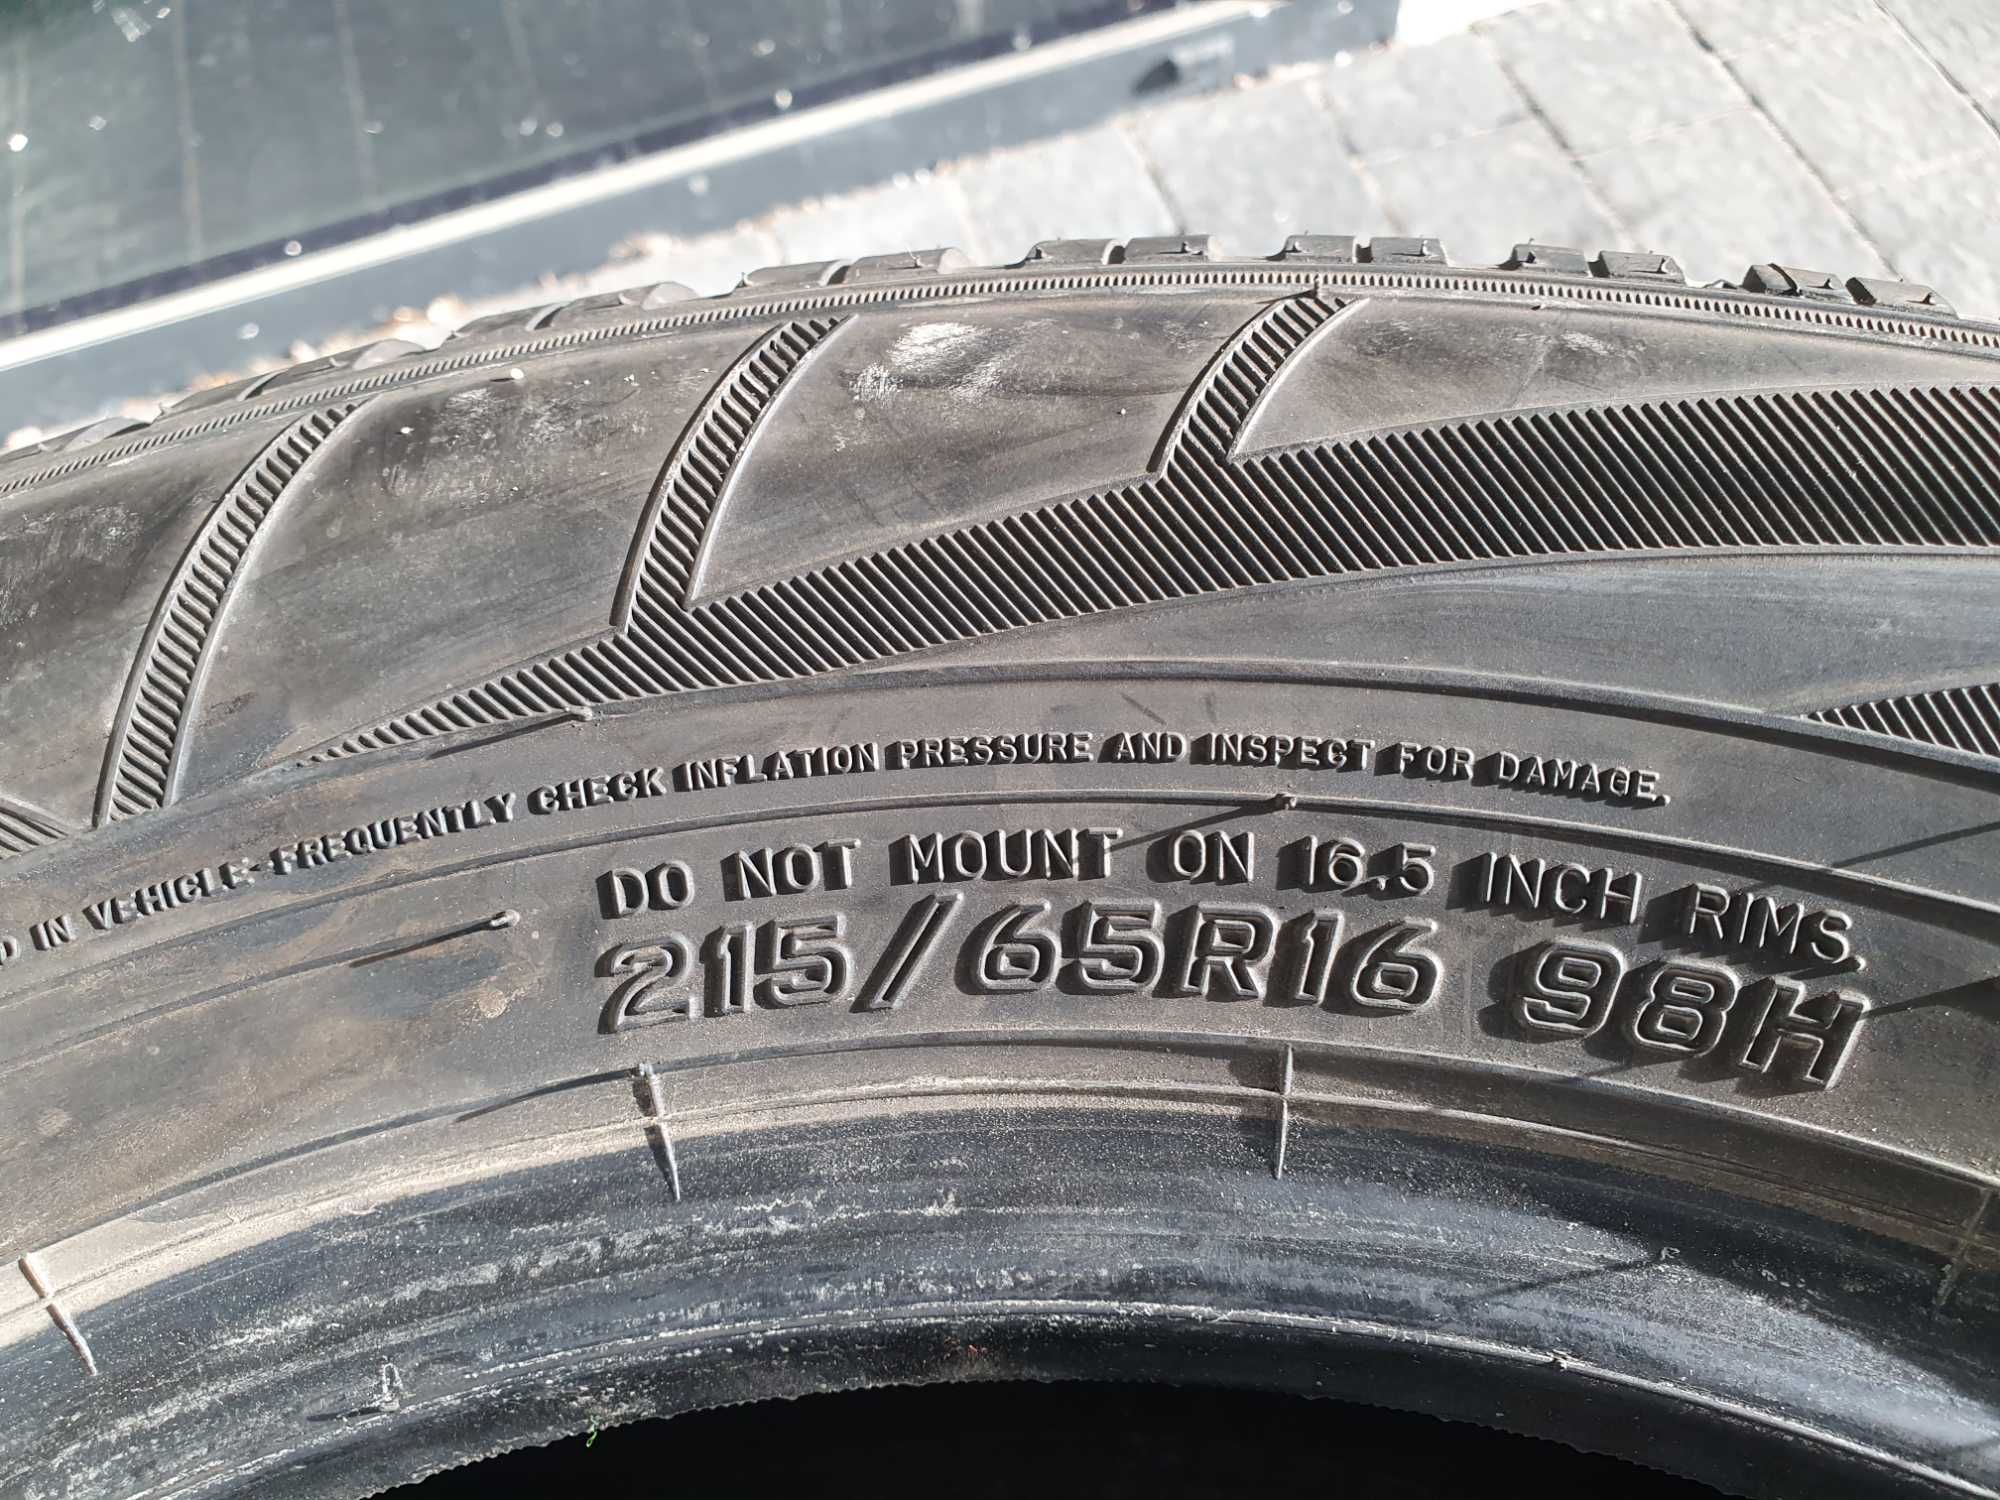 IN VEHICLE-FREQUENTLY CHECK INFLATION PRESSURE AND INSPECT FOR DAMAGE.
DO NOT MOUNT ON 16.5 INCH RIMS.
215/65R16 98H